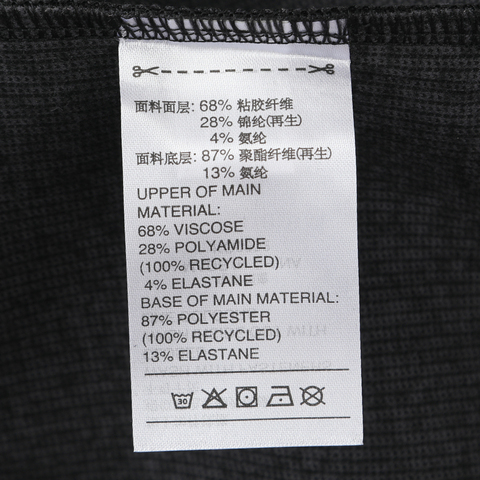 面料面层: 68% 粘胶纤维
28% 锦纶(再生)
4% 氨纶
面料底层: 87% 聚酯纤维(再生)
13% 氨纶
UPPER OF MAIN
MATERIAL:
68% VISCOSE
28% POLYAMIDE
(100% RECYCLED)
4% ELASTANE
BASE OF MAIN MATERIAL:
87% POLYESTER
(100% RECYCLED)
13% ELASTANE
30